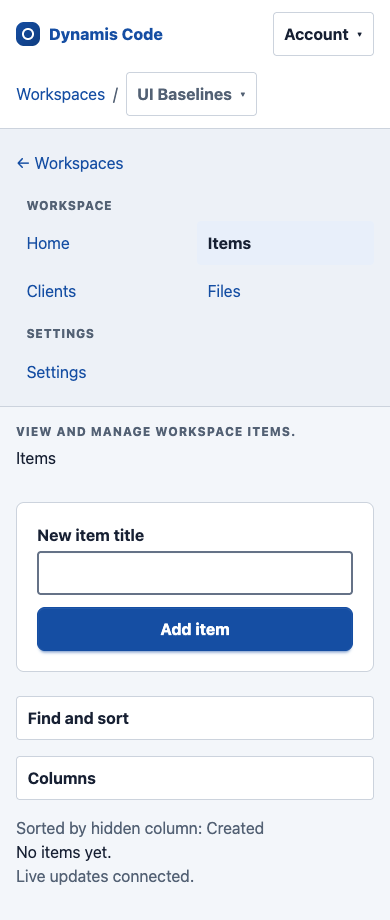 Dynamis Code
Account ▾
Workspaces / UI Baselines ▾
← Workspaces
WORKSPACE
Home
Items
Clients
Files
SETTINGS
Settings
VIEW AND MANAGE WORKSPACE ITEMS.
Items
New item title
Add item
Find and sort
Columns
Sorted by hidden column: Created
No items yet.
Live updates connected.